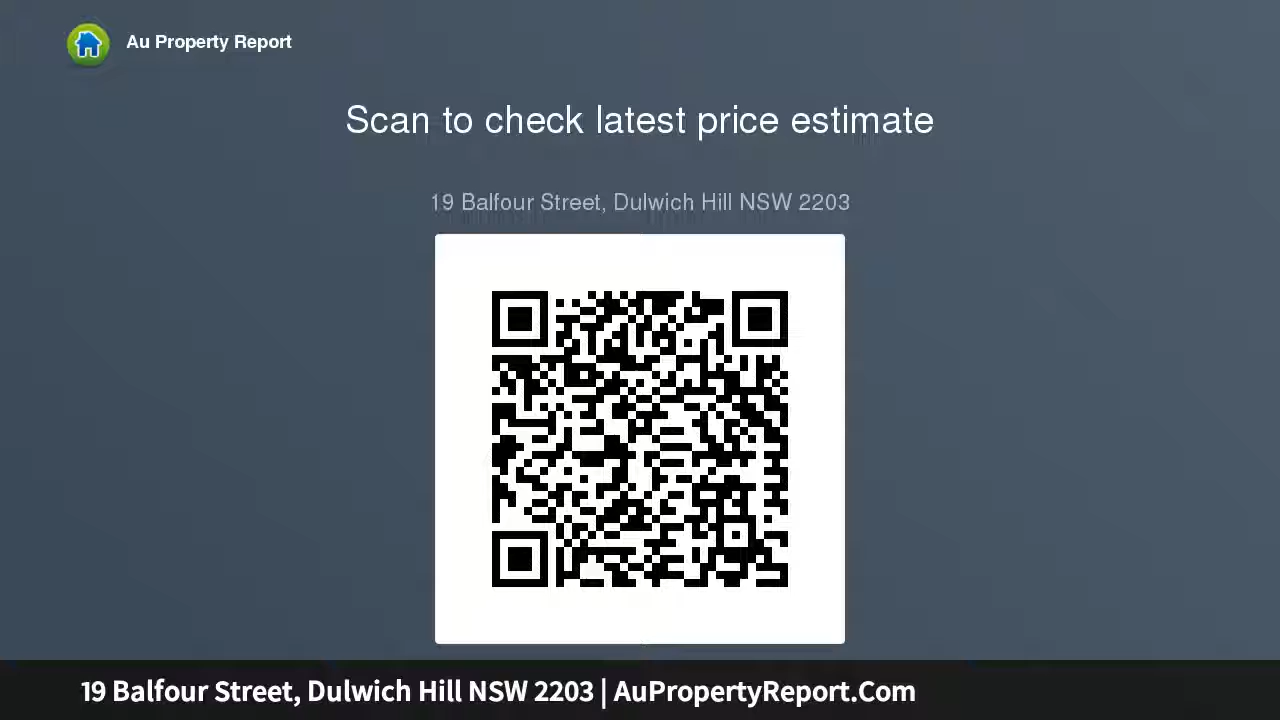 Au Property Report
Scan to check latest price estimate
19 Balfour Street, Dulwich Hill NSW 2203
19 Balfour Street, Dulwich Hill NSW 2203 | AuPropertyReport.Com